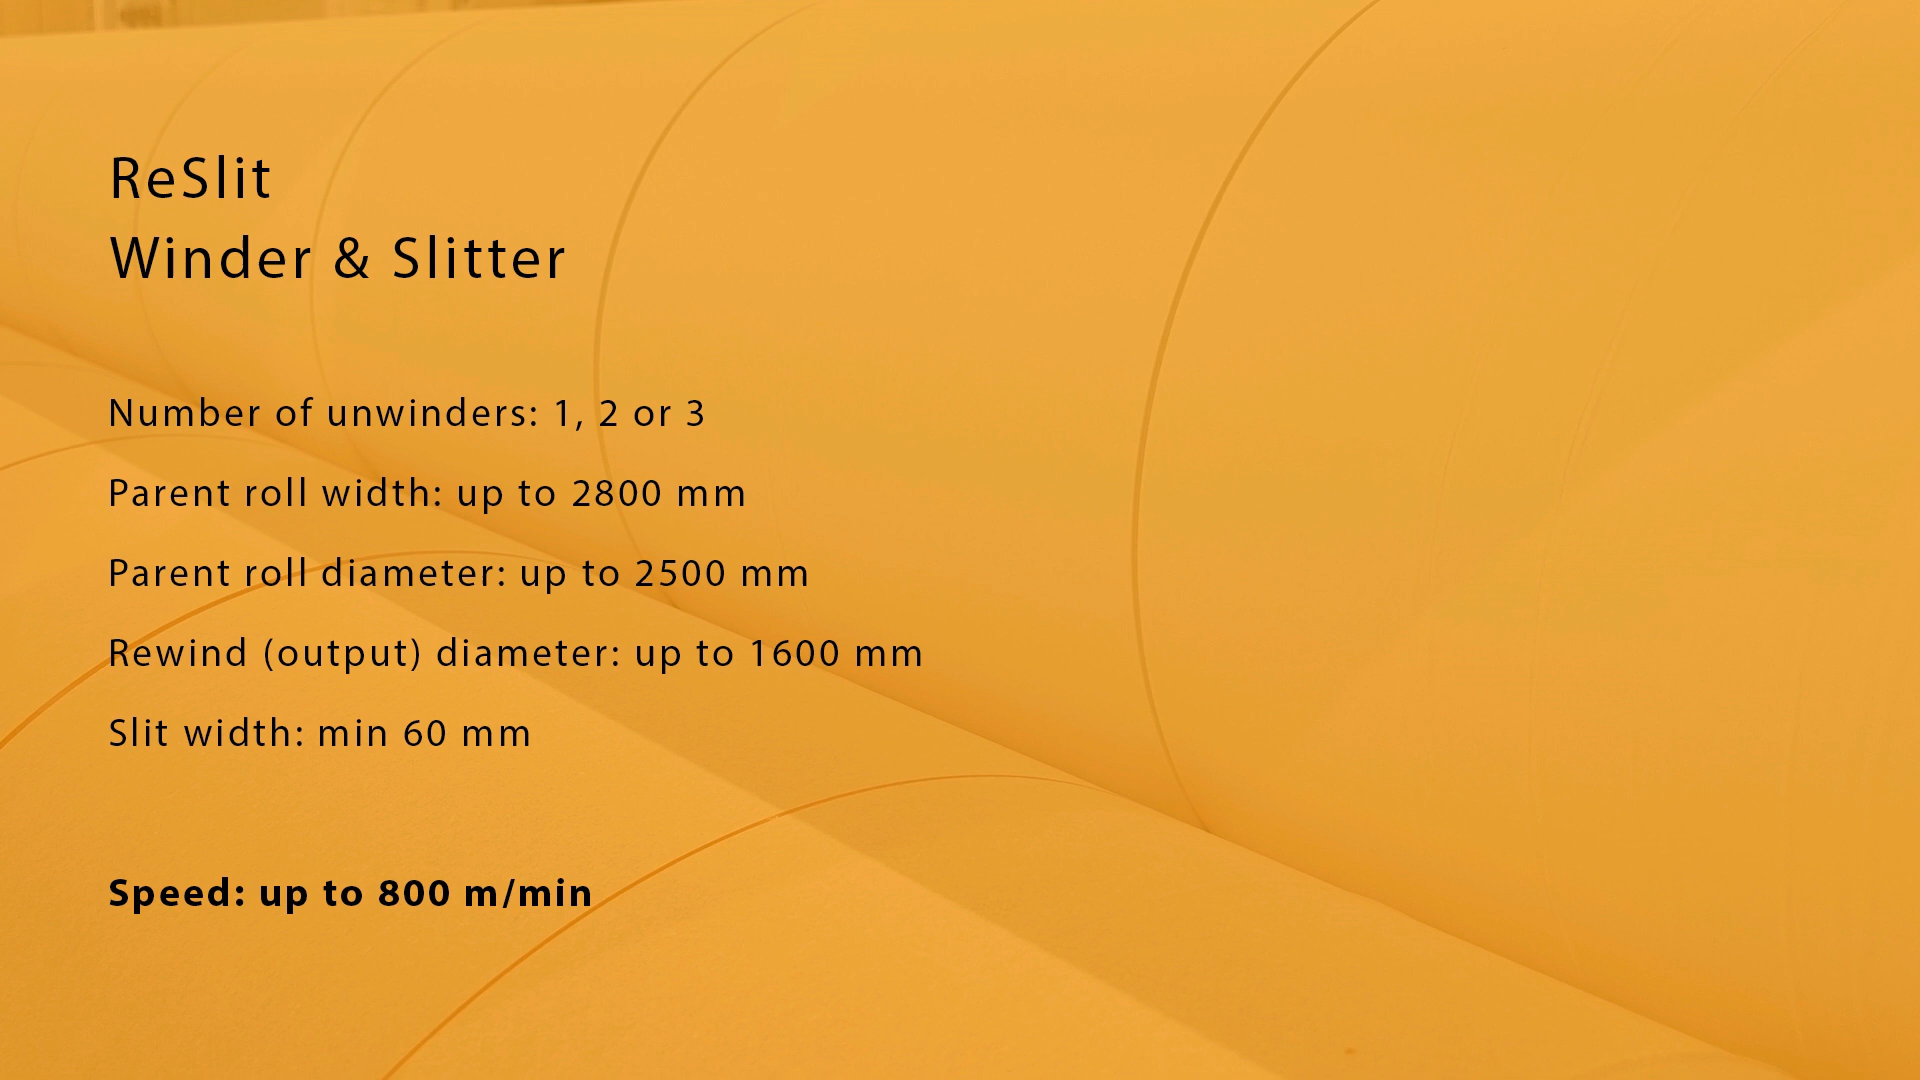 ReSlit
Winder & Slitter
Number of unwinders: 1, 2 or 3
Parent roll width: up to 2800 mm
Parent roll diameter: up to 2500 mm
Rewind (output) diameter: up to 1600 mm
Slit width: min 60 mm
Speed: up to 800 m/min